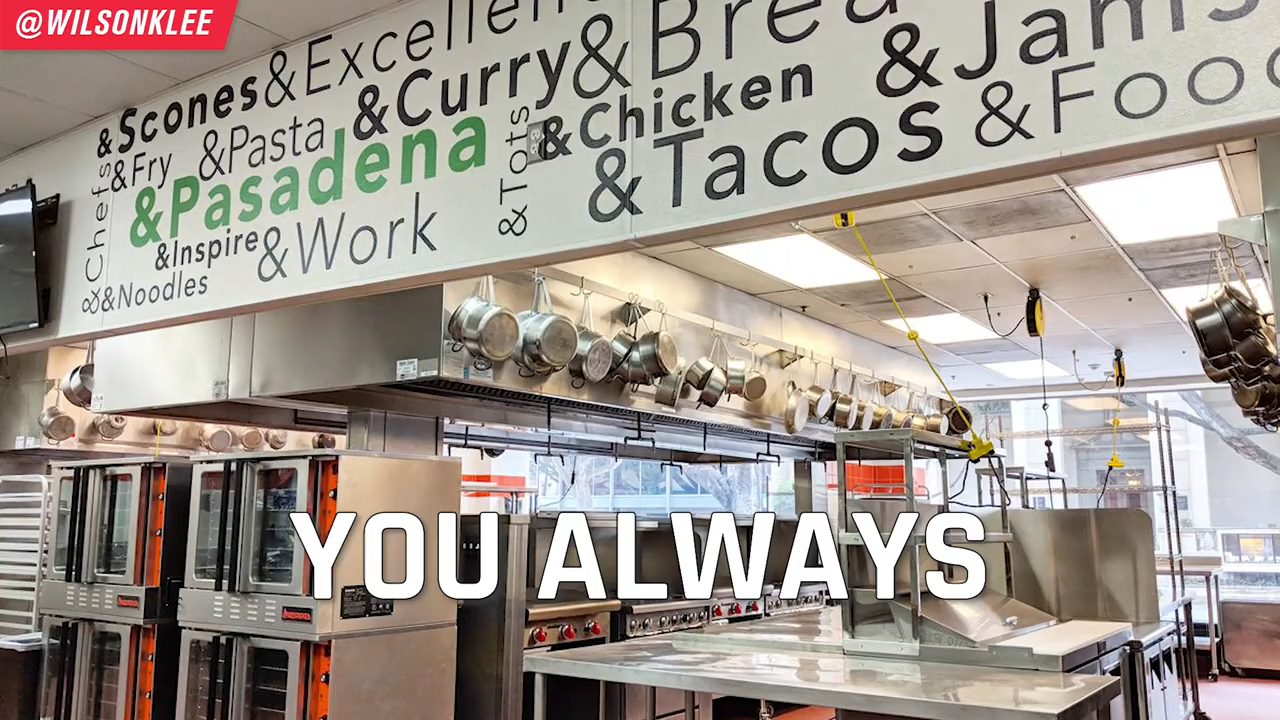 @WILSONKLEE
&Scones
&Excellen
&Fry
&Pasta
&Curry
&Brea
&Jams
&Chefs
&Pasadena
&Tots
&Chicken
&Tacos
&Food
&Inspire
&Work
&Noodles
YOU ALWAYS